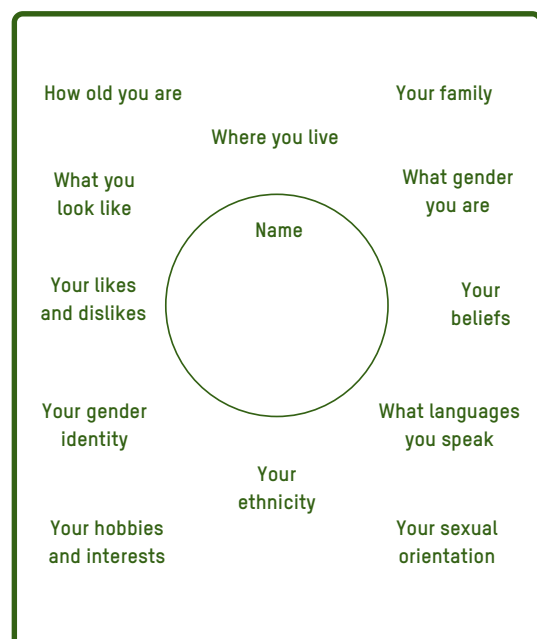 How old you are
Your family
Where you live
What you
look like
What gender
you are
Name
Your likes
and dislikes
Your
beliefs
Your gender
identity
What languages
you speak
Your
ethnicity
Your hobbies
and interests
Your sexual
orientation